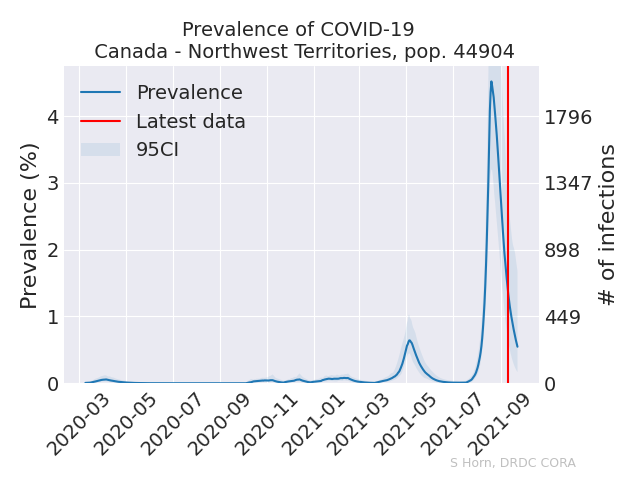 Prevalence of COVID-19
Canada - Northwest Territories, pop. 44904
Prevalence
Latest data
95CI
Prevalence (%)
4
3
2
1
0
1796
1347
898
449
0
# of infections
2020-03
2020-05
2020-07
2020-09
2020-11
2021-01
2021-03
2021-05
2021-07
2021-09
S Horn, DRDC CORA